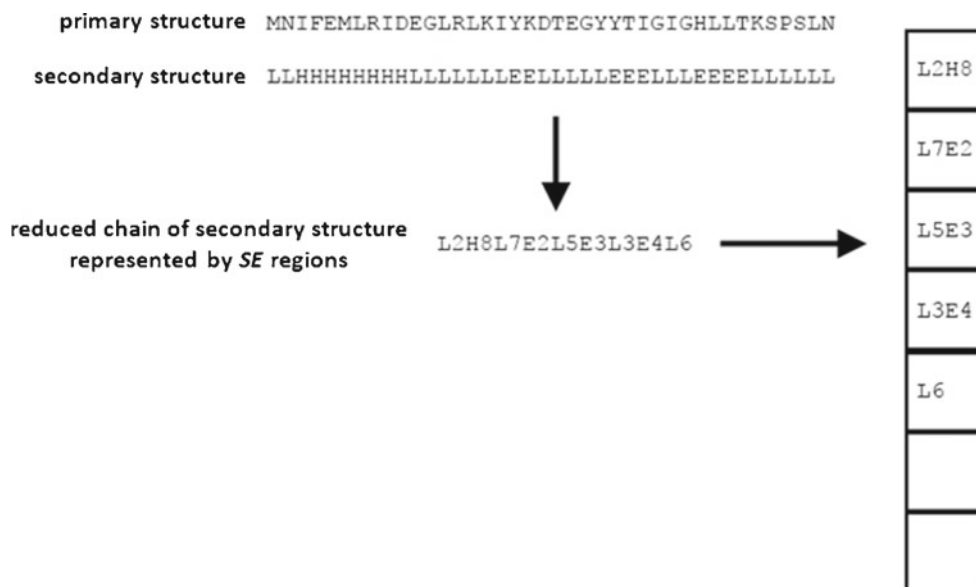 primary structure MNIFEMLRIDEGLRLKIYKDTEGYYTIGIGHLLTKSPSLN
secondary structure LLHHHHHHHHLLLLLLLEELLLLLEEELLLEEEELLLLLL
reduced chain of secondary structure
represented by SE regions
L2H8L7E2L5E3L3E4L6
L2H8
L7E2
L5E3
L3E4
L6